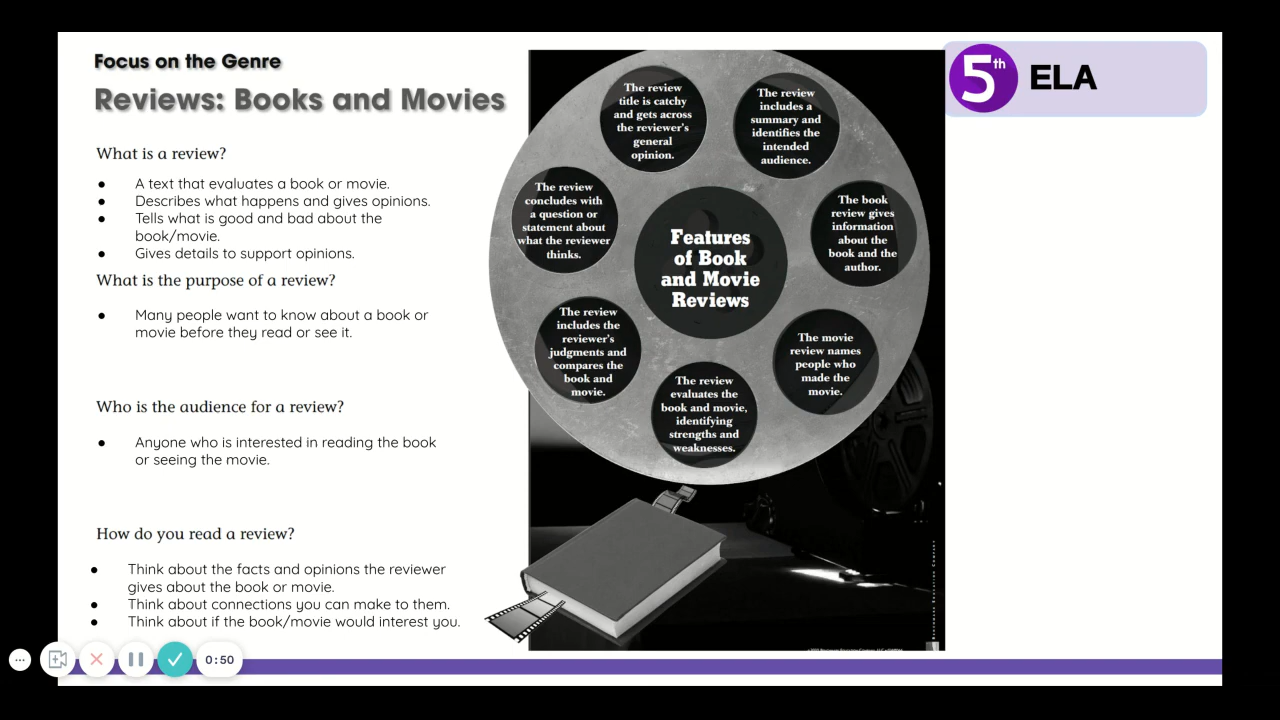 Focus on the Genre
Reviews: Books and Movies
What is a review?
● A text that evaluates a book or movie.
● Describes what happens and gives opinions.
● Tells what is good and bad about the
book/movie.
● Gives details to support opinions.
What is the purpose of a review?
● Many people want to know about a book or
movie before they read or see it.
Who is the audience for a review?
● Anyone who is interested in reading the book
or seeing the movie.
How do you read a review?
● Think about the facts and opinions the reviewer
gives about the book or movie.
● Think about connections you can make to them.
● Think about if the book/movie would interest you.
The review
title is catchy
and gets across
the reviewer's
general
opinion.
The review
includes a
summary and
identifies the
intended
audience.
The book
review gives
information
about the
book and the
author.
The movie
review names
people who
made the
movie.
The review
evaluates the
book and movie,
identifying
strengths and
weaknesses.
The review
includes the
reviewer's
judgments and
compares the
book and
movie.
The review
concludes with
a question or
statement about
what the reviewer
thinks.
Features
of Book
and Movie
Reviews
5th ELA
0:50